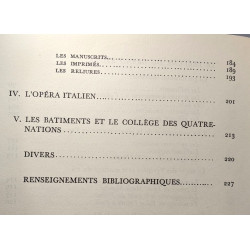 LES MANUSCRITS. . . . . . . . . . . . . . . . . 184
LES IMPRIMÉS. . . . . . . . . . . . . . . . . . 189
LES RELIURES. . . . . . . . . . . . . . . . . . 193
IV. L'OPÉRA ITALIEN. . . . . . . . . . . . . . . . 201
V. LES BATIMENTS ET LE COLLÈGE DES QUATRE-
NATIONS . . . . . . . . . . . . . . . . . . . . . 213
DIVERS. . . . . . . . . . . . . . . . . . . . . . 220
RENSEIGNEMENTS BIBLIOGRAPHIQUES. . . . . . . 227